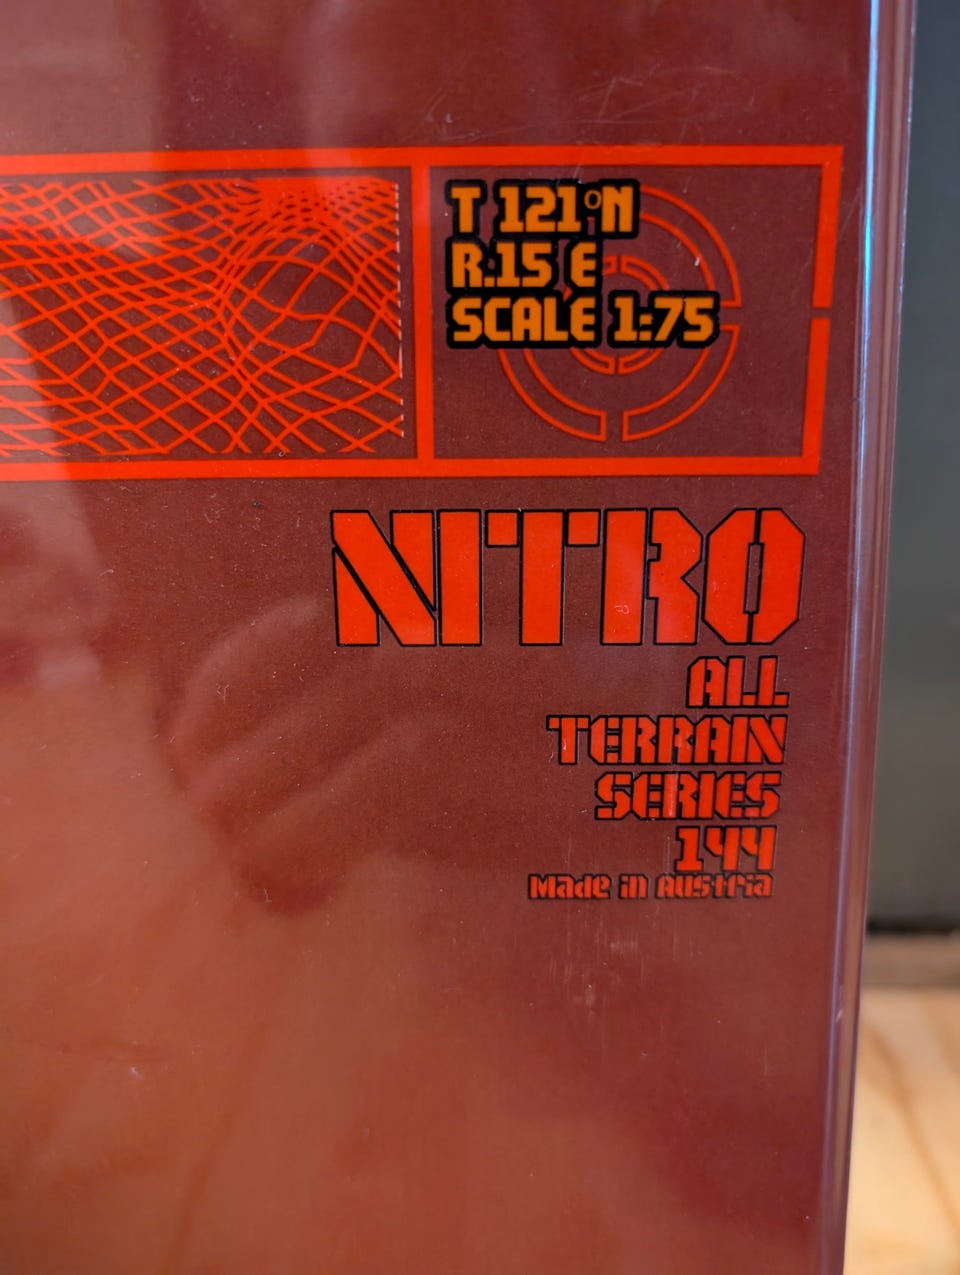 T 121°N
R.15 E
SCALE 1:75
NITRO
ALL
TERRAIN
SERIES
144
Made in Austria